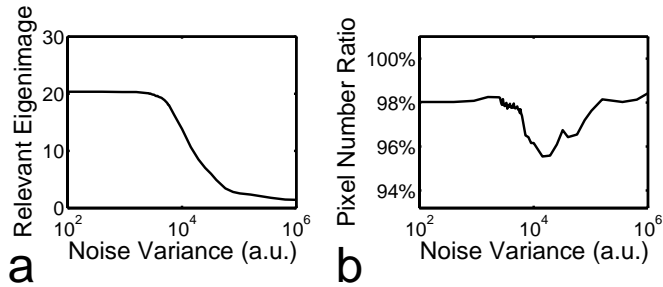 Relevant Eigenimage
30
20
10
0
10^2
10^4
10^6
Noise Variance (a.u.)
a
Pixel Number Ratio
100%
98%
96%
94%
10^2
10^4
10^6
Noise Variance (a.u.)
b